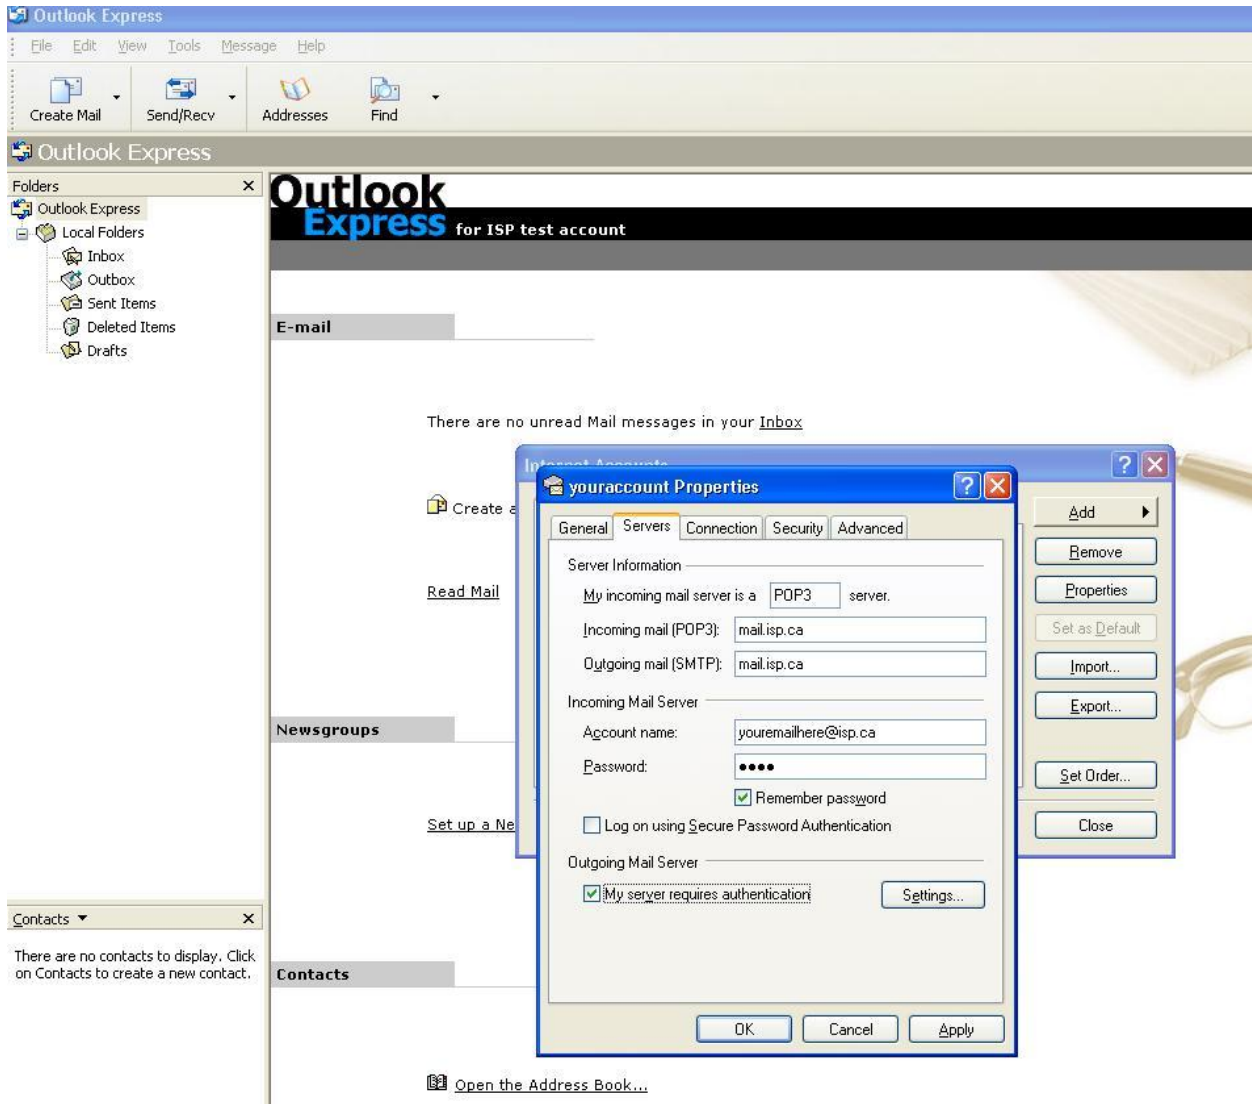 Outlook Express
File Edit View Tools Message Help
Create Mail Send/Recv Addresses Find
Outlook Express
Folders
Outlook Express
Local Folders
Inbox
Outbox
Sent Items
Deleted Items
Drafts
Contacts
There are no contacts to display. Click
on Contacts to create a new contact.
Outlook
Express for ISP test account
E-mail
There are no unread Mail messages in your Inbox
Create a
Read Mail
Newsgroups
Set up a Ne
Contacts
Open the Address Book...
Internet Accounts
Add
Remove
Properties
Set as Default
Import...
Export...
Set Order...
Close
youraccount Properties
General Servers Connection Security Advanced
Server Information
My incoming mail server is a POP3 server.
Incoming mail (POP3): mail.isp.ca
Outgoing mail (SMTP): mail.isp.ca
Incoming Mail Server
Account name: youremailhere@isp.ca
Password: ●●●●
Remember password
Log on using Secure Password Authentication
Outgoing Mail Server
My server requires authentication Settings...
OK Cancel Apply